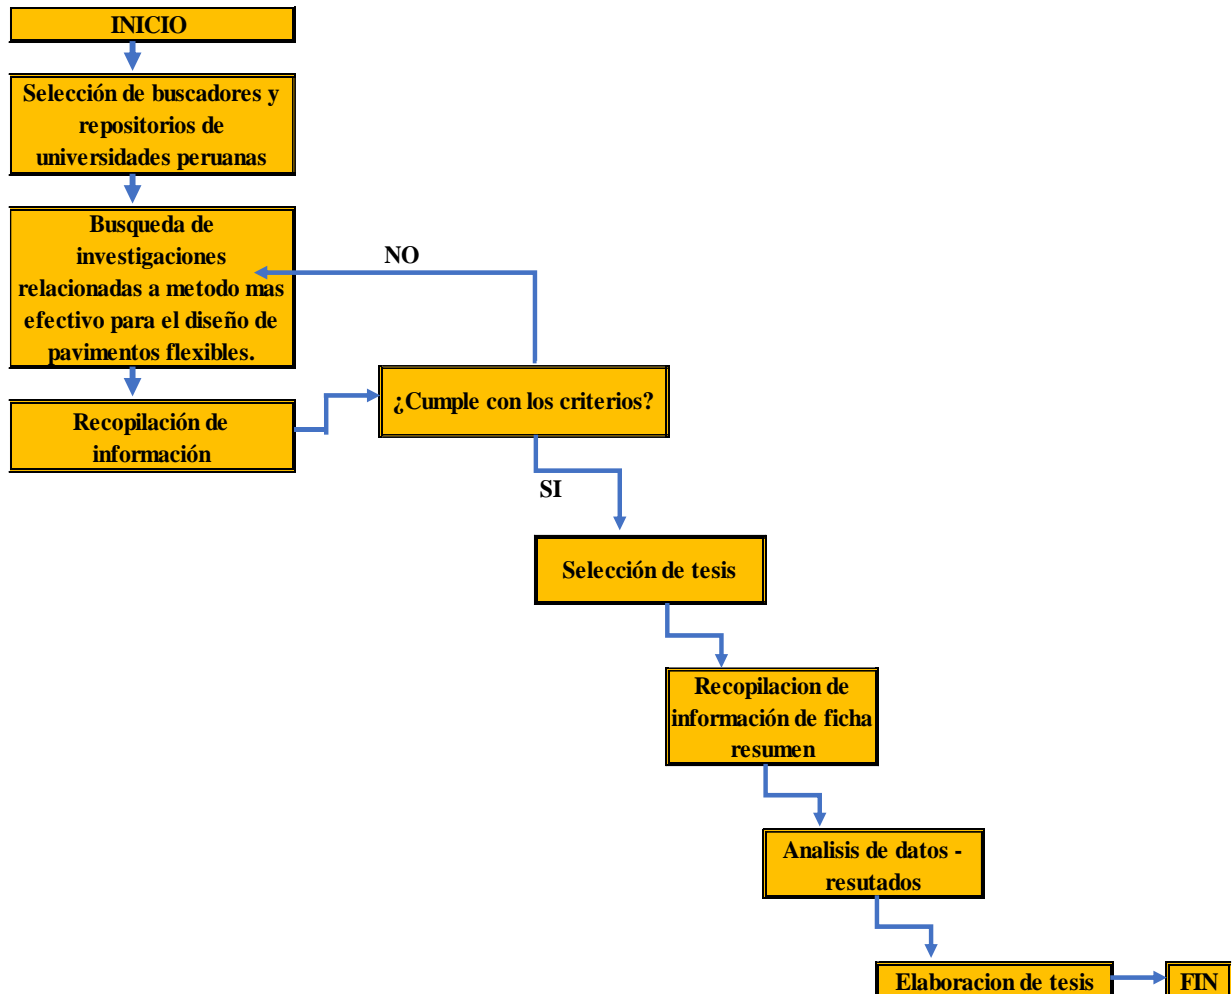 INICIO
Selección de buscadores y
repositorios de
universidades peruanas
Busqueda de
investigaciones
relacionadas a metodo mas
efectivo para el diseño de
pavimentos flexibles.
NO
Recopilación de
información
¿Cumple con los criterios?
SI
Selección de tesis
Recopilacion de
información de ficha
resumen
Analisis de datos -
resutados
Elaboracion de tesis
FIN